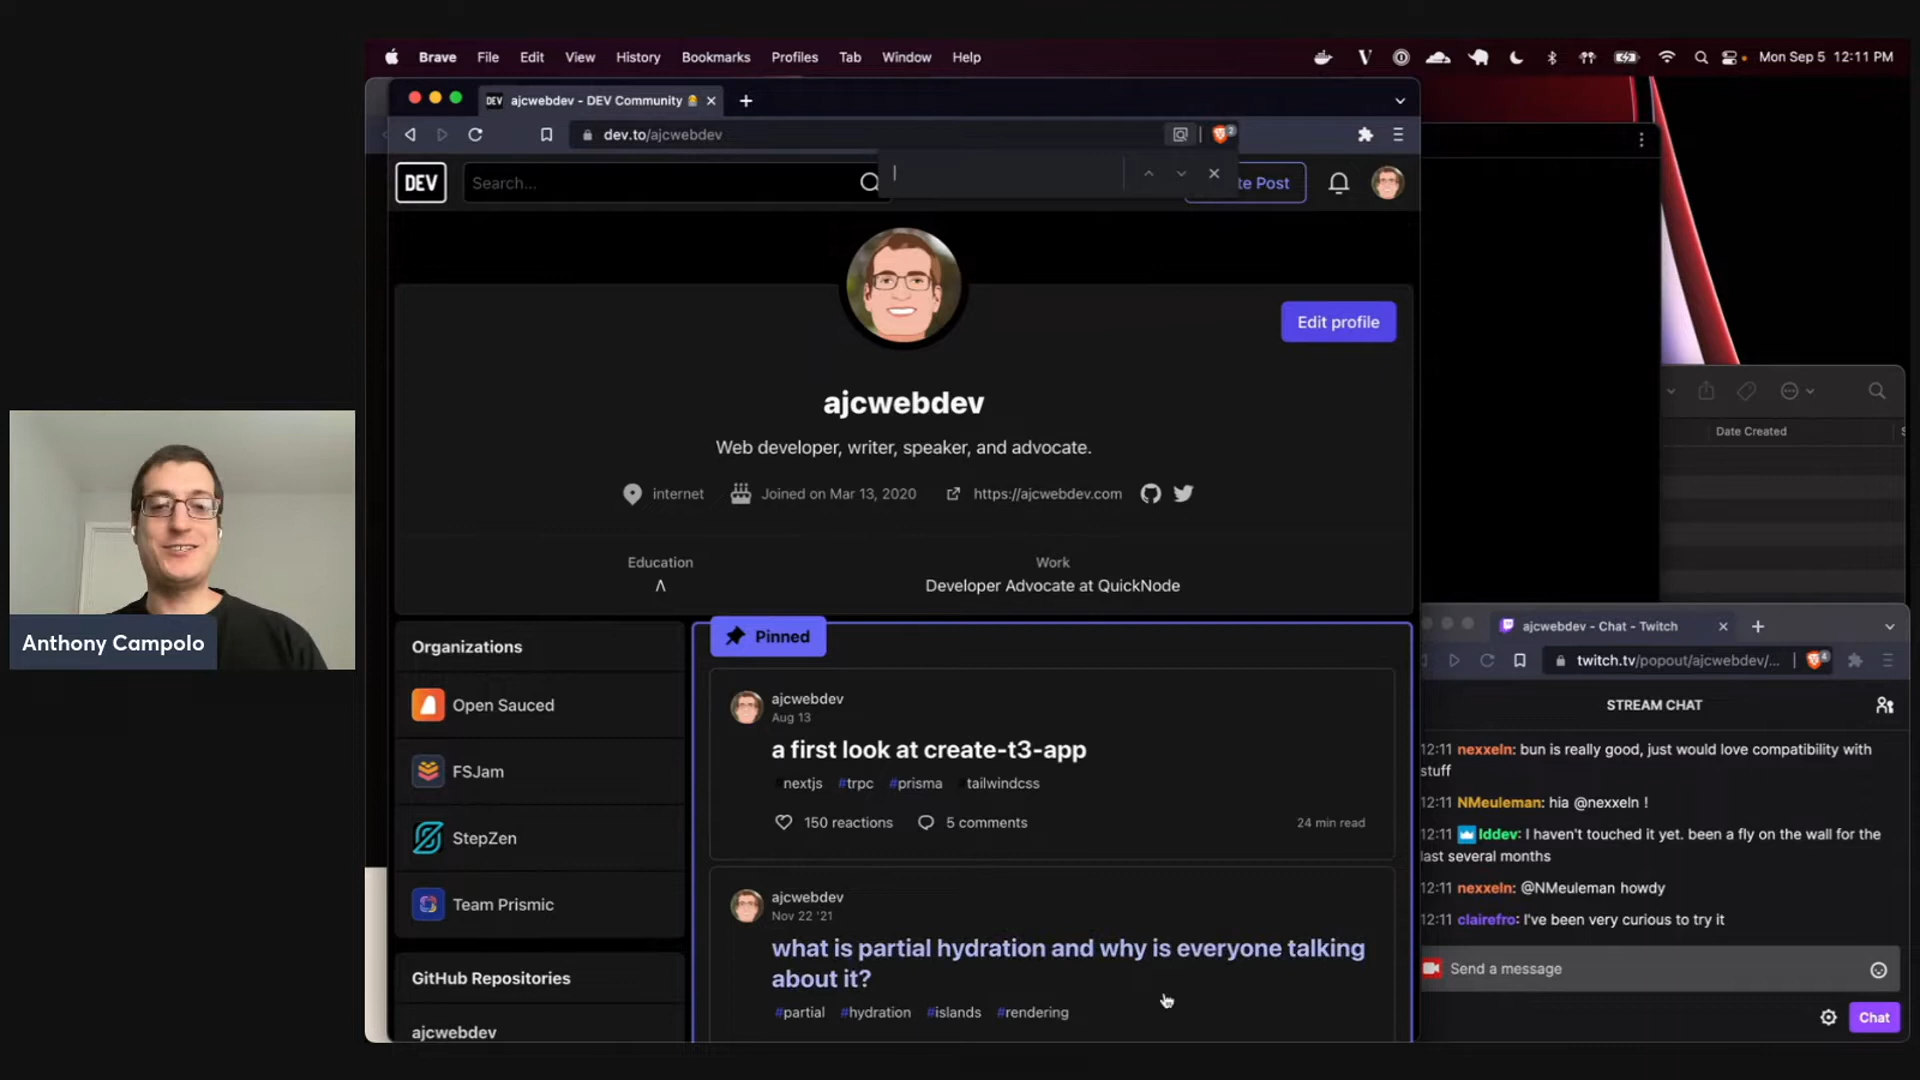 Brave File Edit View History Bookmarks Profiles Tab Window Help
V
Mon Sep 5 12:11 PM
DEV ajcwebdev - DEV Community
dev.to/ajcwebdev
2
DEV
Search...
te Post
Edit profile
ajcwebdev
Web developer, writer, speaker, and advocate.
internet Joined on Mar 13, 2020 https://ajcwebdev.com
Education
Λ
Work
Developer Advocate at QuickNode
Anthony Campolo
Organizations
Open Sauced
FSJam
StepZen
Team Prismic
GitHub Repositories
ajcwebdev
Pinned
ajcwebdev
Aug 13
a first look at create-t3-app
#nextjs #trpc #prisma #tailwindcss
150 reactions 5 comments 24 min read
ajcwebdev
Nov 22 '21
what is partial hydration and why is everyone talking
about it?
#partial #hydration #islands #rendering
Date Created
ajcwebdev - Chat - Twitch
twitch.tv/popout/ajcwebdev/...
4
STREAM CHAT
12:11 nexxeln: bun is really good, just would love compatibility with
stuff
12:11 NMeuleman: hia @nexxeln !
12:11 lddev: I haven't touched it yet. been a fly on the wall for the
last several months
12:11 nexxeln: @NMeuleman howdy
12:11 clairefro: I've been very curious to try it
Send a message
Chat